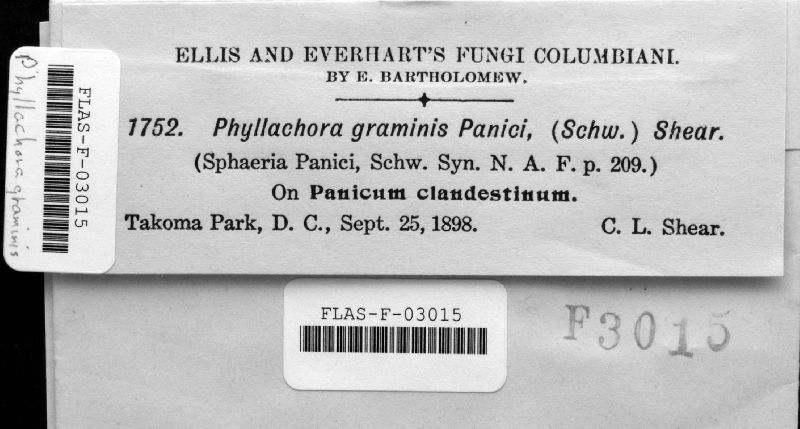 ELLIS AND EVERHART'S FUNGI COLUMBIANI.
BY E. BARTHOLOMEW.
1752. Phyllachora graminis Panici, (Schw.) Shear.
(Sphaeria Panici, Schw. Syn. N. A. F. p. 209.)
On Panicum clandestinum.
Takoma Park, D. C., Sept. 25, 1898. C. L. Shear.
Phyllachora graminis
FLAS-F-03015
FLAS-F-03015
F3015